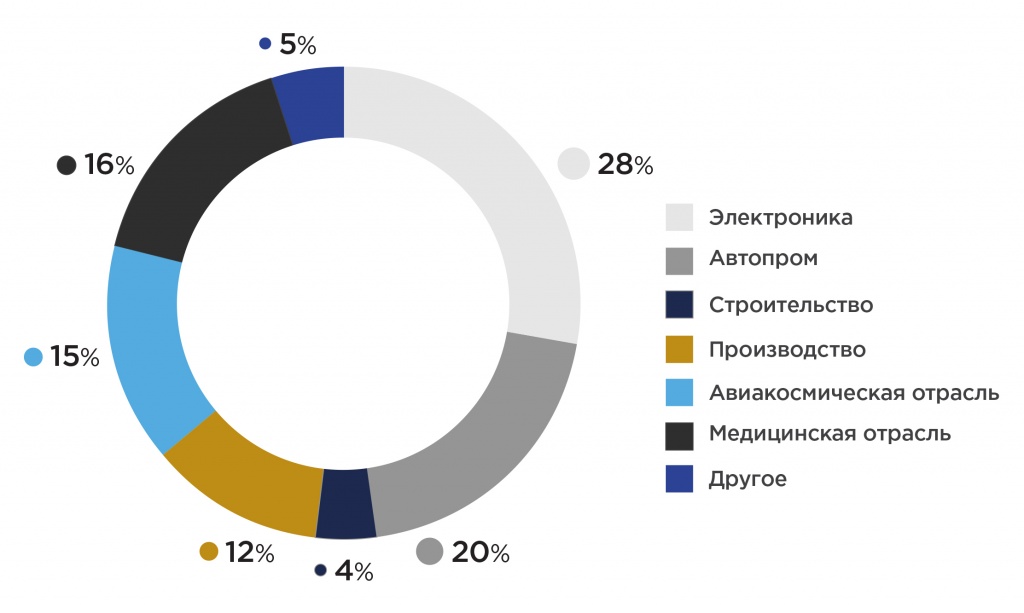 5%
16%
28%
15%
12%
4%
20%
Электроника
Автопром
Строительство
Производство
Авиакосмическая отрасль
Медицинская отрасль
Другое